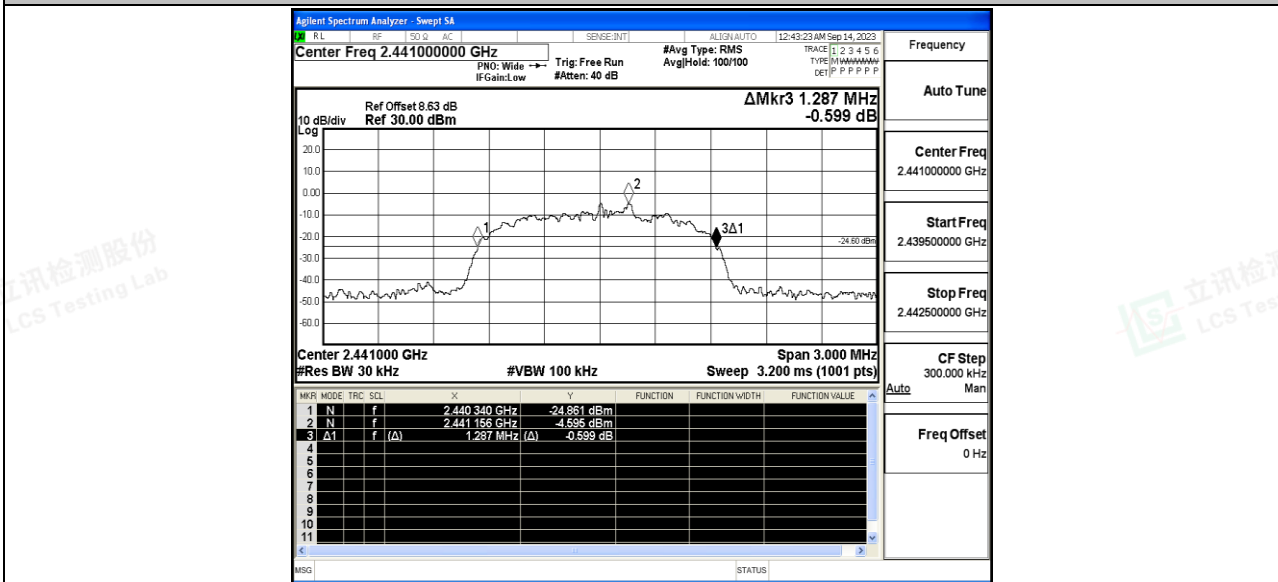 Agilent Spectrum Analyzer - Swept SA
RL RF 50 Ω AC SENSE:INT ALIGNAUTO 12:43:23 AM Sep 14, 2023
Center Freq 2.441000000 GHz
#Avg Type: RMS
TRACE 1 2 3 4 5 6
PNO: Wide
Trig: Free Run
Avg|Hold: 100/100
TYPE M WWWWW
IFGain:Low
#Atten: 40 dB
DET P P P P P P
Frequency
Auto Tune
Center Freq
2.441000000 GHz
Start Freq
2.439500000 GHz
Stop Freq
2.442500000 GHz
CF Step
300.000 kHz
Auto Man
Freq Offset
0 Hz
Ref Offset 8.63 dB
ΔMkr3 1.287 MHz
10 dB/div Ref 30.00 dBm
-0.599 dB
Log
20.0
10.0
0.00
-10.0
-20.0
-30.0
-40.0
-50.0
-60.0
1
2
3Δ1
-24.60 dBm
Center 2.441000 GHz Span 3.000 MHz
#Res BW 30 kHz #VBW 100 kHz Sweep 3.200 ms (1001 pts)
MKR MODE TRC SCL X Y FUNCTION FUNCTION WIDTH FUNCTION VALUE
1 N f 2.440 340 GHz -24.861 dBm
2 N f 2.441 156 GHz -4.595 dBm
3 Δ1 f (Δ) 1.287 MHz (Δ) -0.599 dB
4
5
6
7
8
9
10
11
MSG STATUS
立讯检测股份
LCS Testing Lab
立讯检
LCS Tes